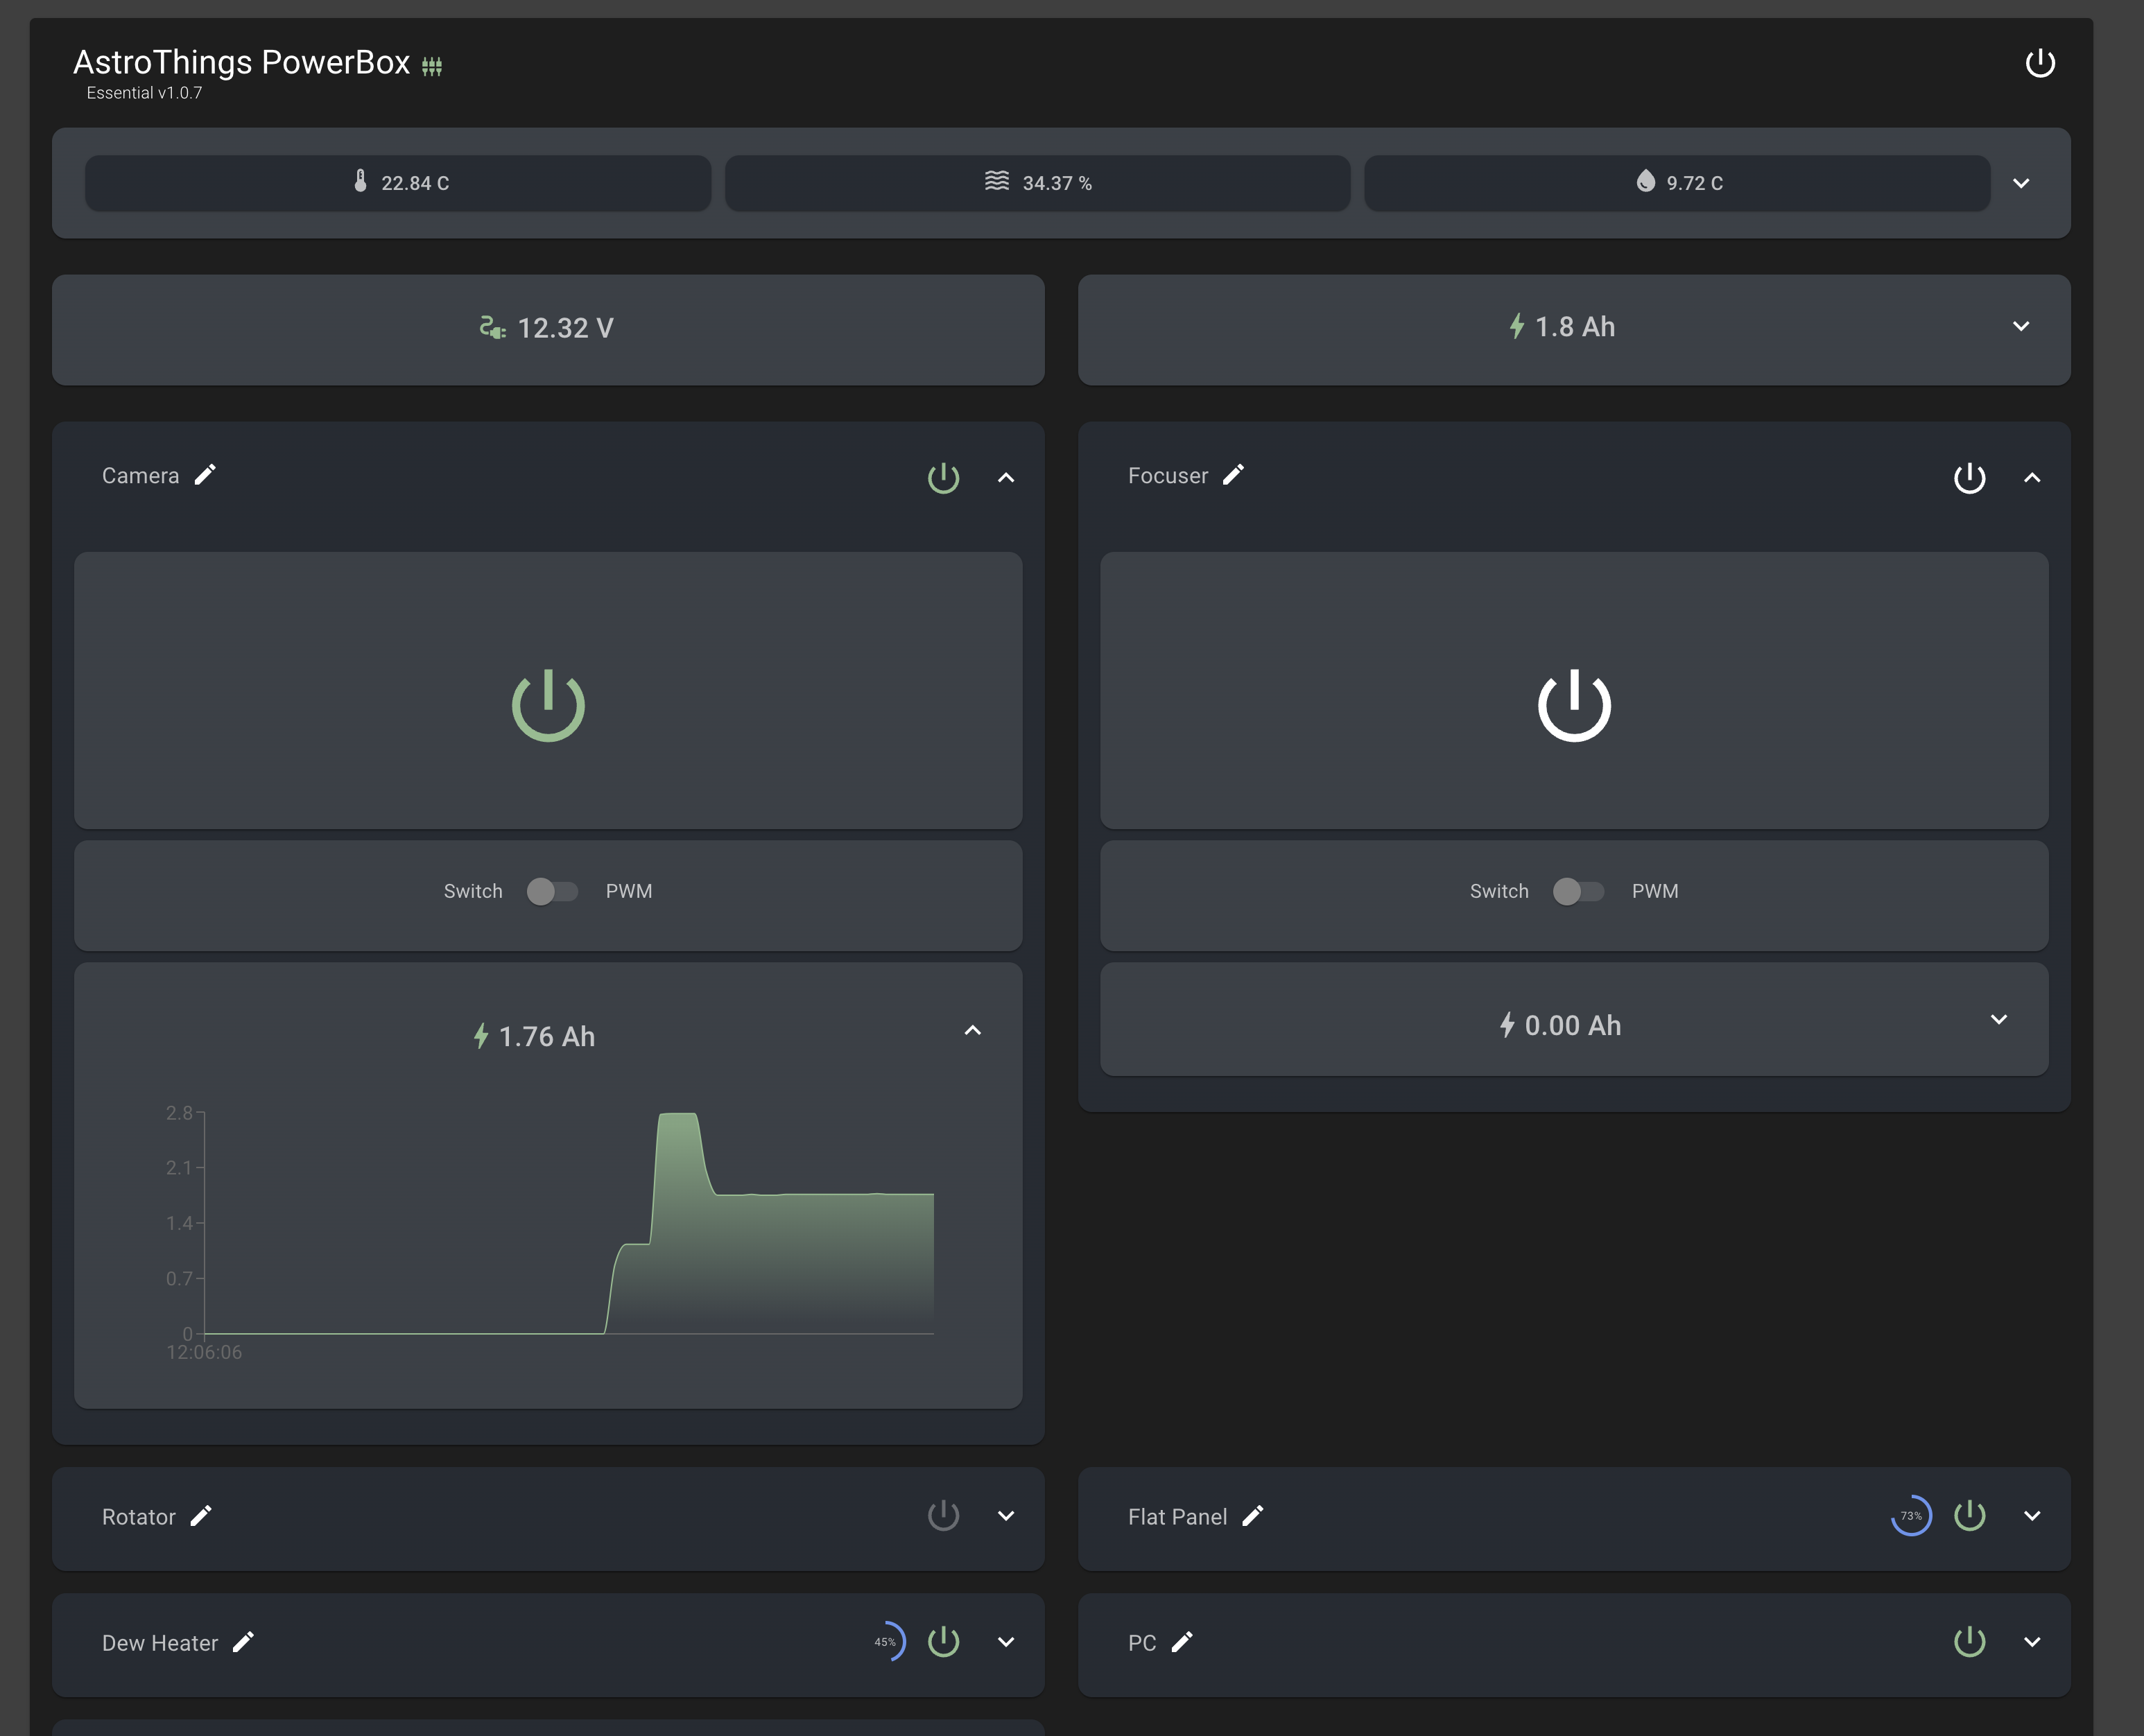 AstroThings PowerBox
Essential v1.0.7
22.84 C
34.37 %
9.72 C
12.32 V
1.8 Ah
Camera
Focuser
Switch PWM
Switch PWM
1.76 Ah
0.00 Ah
2.8
2.1
1.4
0.7
0
12:06:06
Rotator
Flat Panel
73%
Dew Heater
45%
PC